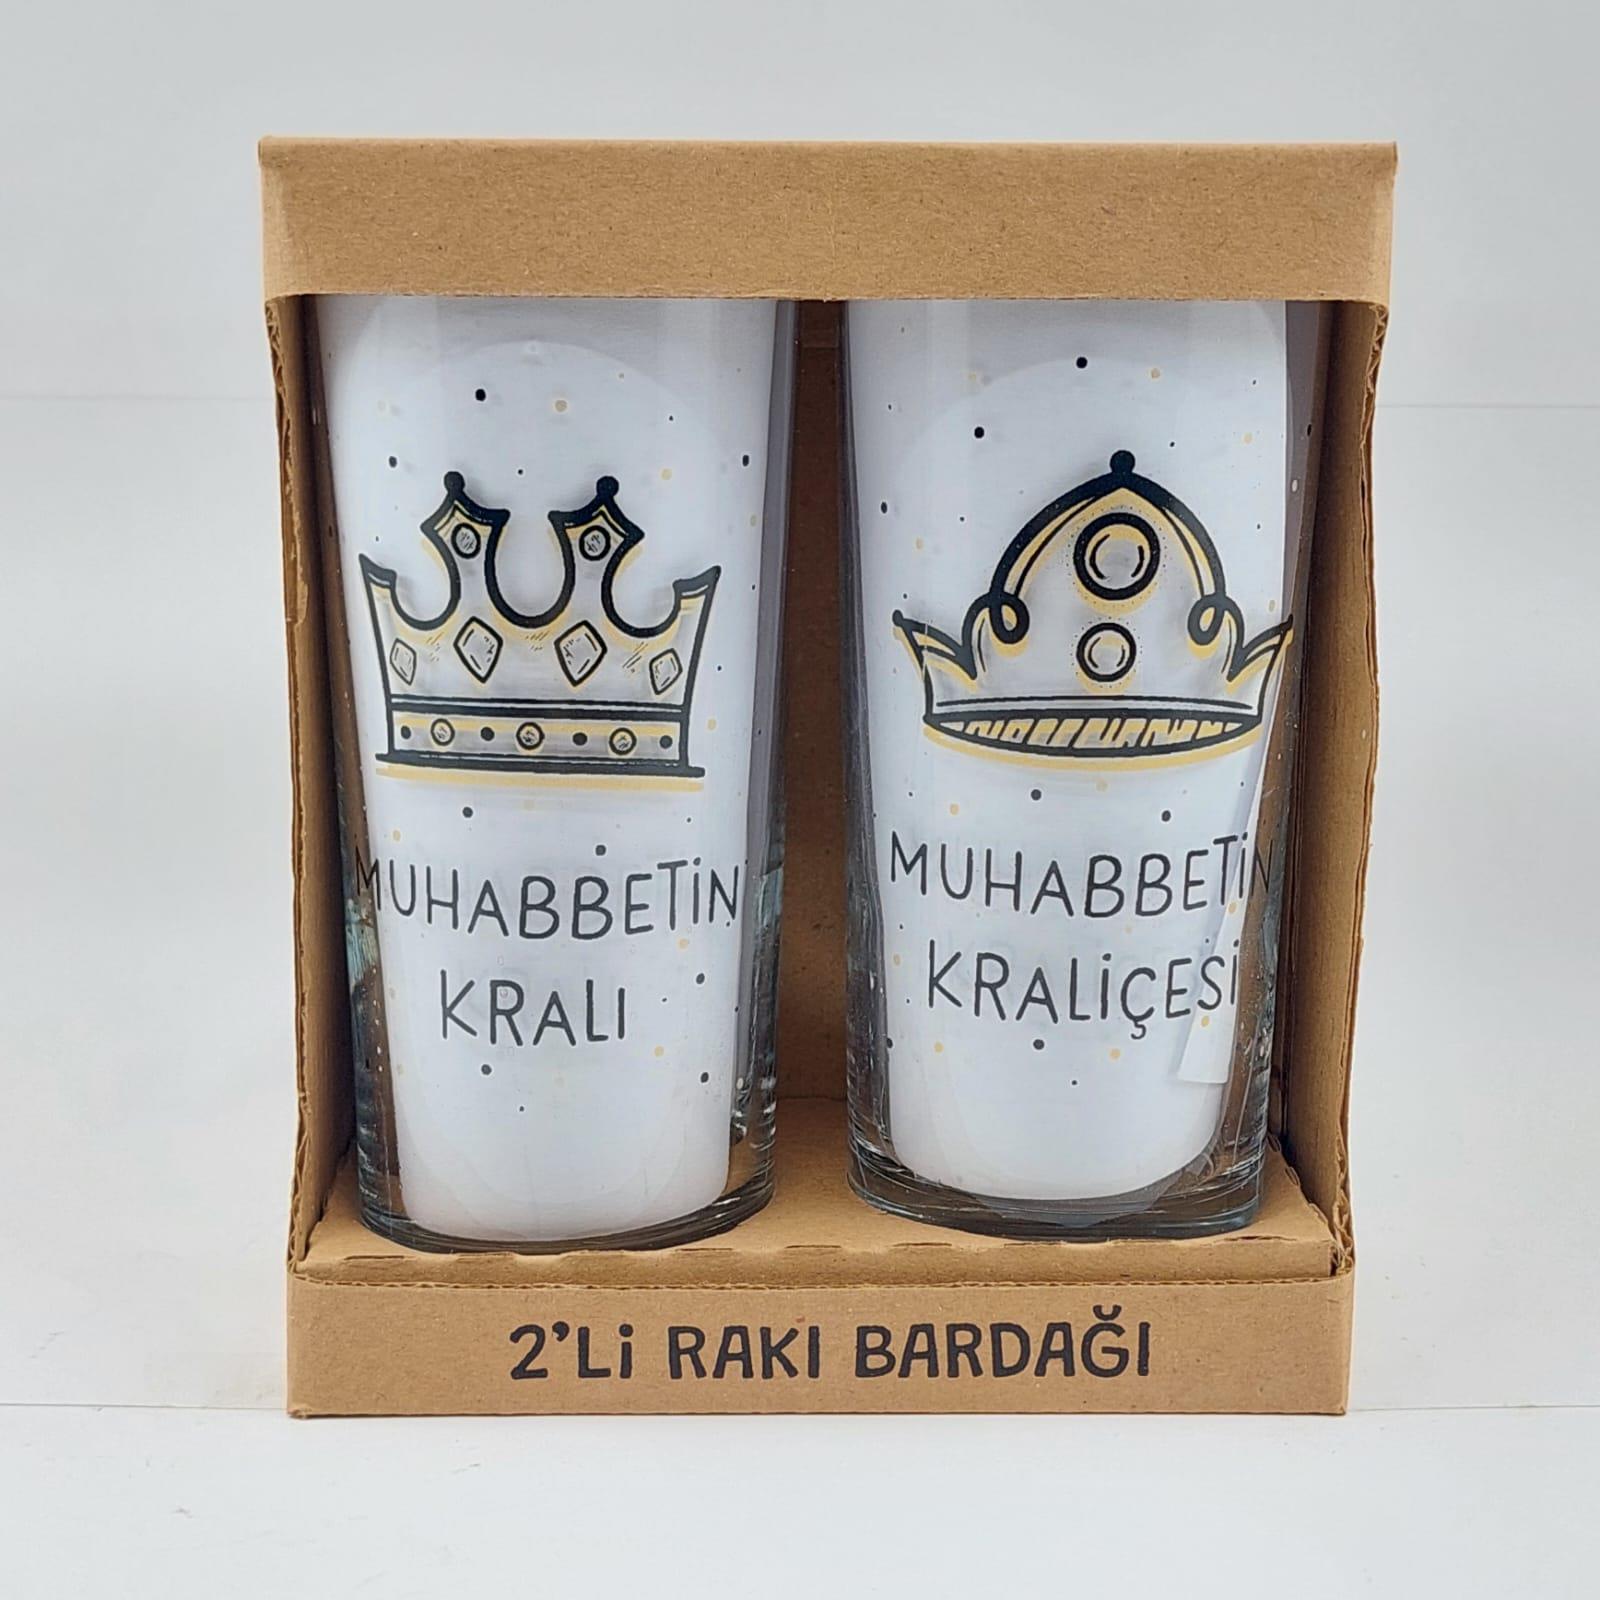 MUHABBETİN
KRALI
MUHABBETİN
KRALİÇESİ
2'Lİ RAKI BARDAĞI